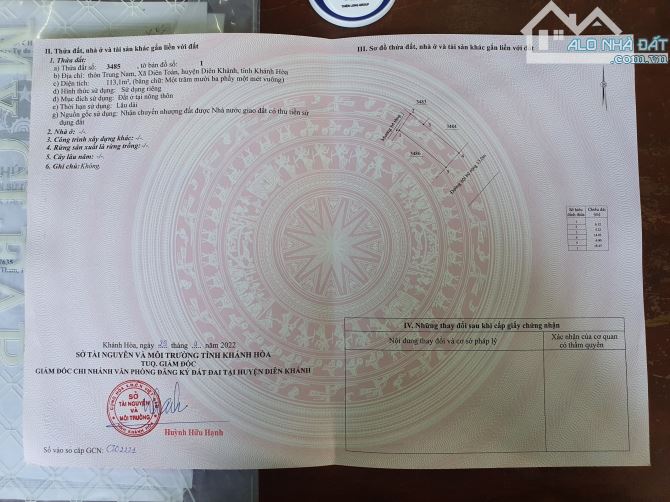 THIEN LONG GROUP
ALO NHÀ ĐẤT
.com.vn
II. Thửa đất, nhà ở và tài sản khác gắn liền với đất
1. Thửa đất:
a) Thửa đất số: 3485 , tờ bản đồ số: 1
b) Địa chỉ: thôn Trung Nam, Xã Diên Toàn, huyện Diên Khánh, tỉnh Khánh Hòa
c) Diện tích: 113,1m², (bằng chữ: Một trăm mười ba phẩy một mét vuông)
d) Hình thức sử dụng: Sử dụng riêng
đ) Mục đích sử dụng: Đất ở tại nông thôn
e) Thời hạn sử dụng: Lâu dài
g) Nguồn gốc sử dụng: Nhận chuyển nhượng đất được Nhà nước giao đất có thu tiền sử
dụng đất
2. Nhà ở: -/-
3. Công trình xây dựng khác: -/-
4. Rừng sản xuất là rừng trồng: -/-
5. Cây lâu năm: -/-
6. Ghi chú: Không.
Khánh Hòa, ngày tháng năm 2022
SỞ TÀI NGUYÊN VÀ MÔI TRƯỜNG TỈNH KHÁNH HÒA
TUQ. GIÁM ĐỐC
GIÁM ĐỐC CHI NHÁNH VĂN PHÒNG ĐĂNG KÝ ĐẤT ĐAI TẠI HUYỆN DIÊN KHÁNH
SỞ
TÀI NGUYÊN
VÀ
MÔI TRƯỜNG
Huỳnh Hữu Hạnh
Số vào sổ cấp GCN:
III. Sơ đồ thửa đất, nhà ở và tài sản khác gắn liền với đất
3483
3484
3486
Số hiệu đỉnh thửa
Chiều dài (m)
IV. Những thay đổi sau khi cấp giấy chứng nhận
Nội dung thay đổi và cơ sở pháp lý
Xác nhận của cơ quan
có thẩm quyền